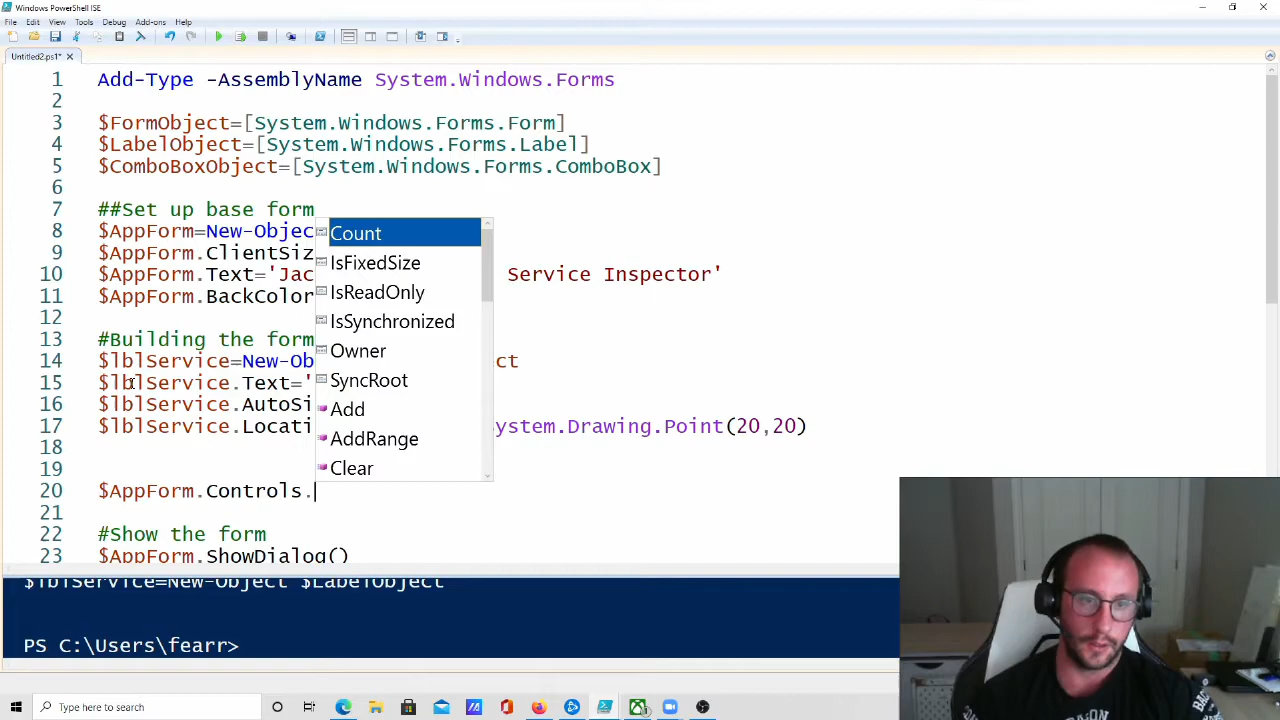 Windows PowerShell ISE
File Edit View Tools Debug Add-ons Help
Untitled2.ps1* X
1 Add-Type -AssemblyName System.Windows.Forms
2
3 $FormObject=[System.Windows.Forms.Form]
4 $LabelObject=[System.Windows.Forms.Label]
5 $ComboBoxObject=[System.Windows.Forms.ComboBox]
6
7 ##Set up base form
8 $AppForm=New-Objec
9 $AppForm.ClientSiz
10 $AppForm.Text='Jac Service Inspector'
11 $AppForm.BackColor
12
13 #Building the form
14 $lblService=New-Ob ct
15 $lblService.Text='
16 $lblService.AutoSi
17 $lblService.Locati ystem.Drawing.Point(20,20)
18
19
20 $AppForm.Controls.
21
22 #Show the form
23 $AppForm.ShowDialog()
Count
IsFixedSize
IsReadOnly
IsSynchronized
Owner
SyncRoot
Add
AddRange
Clear
$lblService=New-Object $LabelObject
PS C:\Users\fearr>
Type here to search